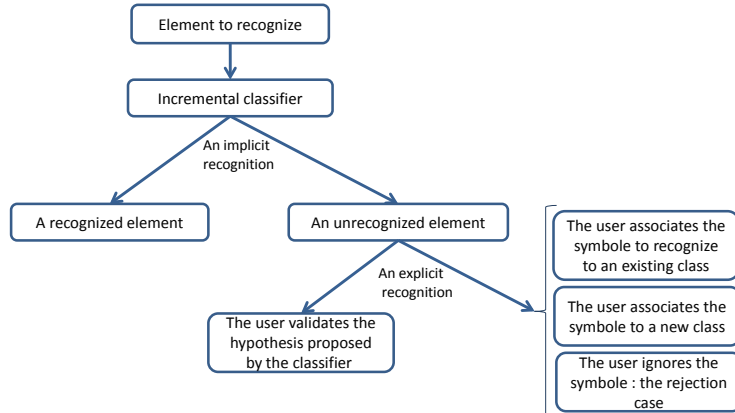 Element to recognize
Incremental classifier
An implicit
recognition
A recognized element
An unrecognized element
An explicit
recognition
The user validates the
hypothesis proposed
by the classifier
The user associates the
symbole to recognize
to an existing class
The user associates the
symbole to a new class
The user ignores the
symbole : the rejection
case